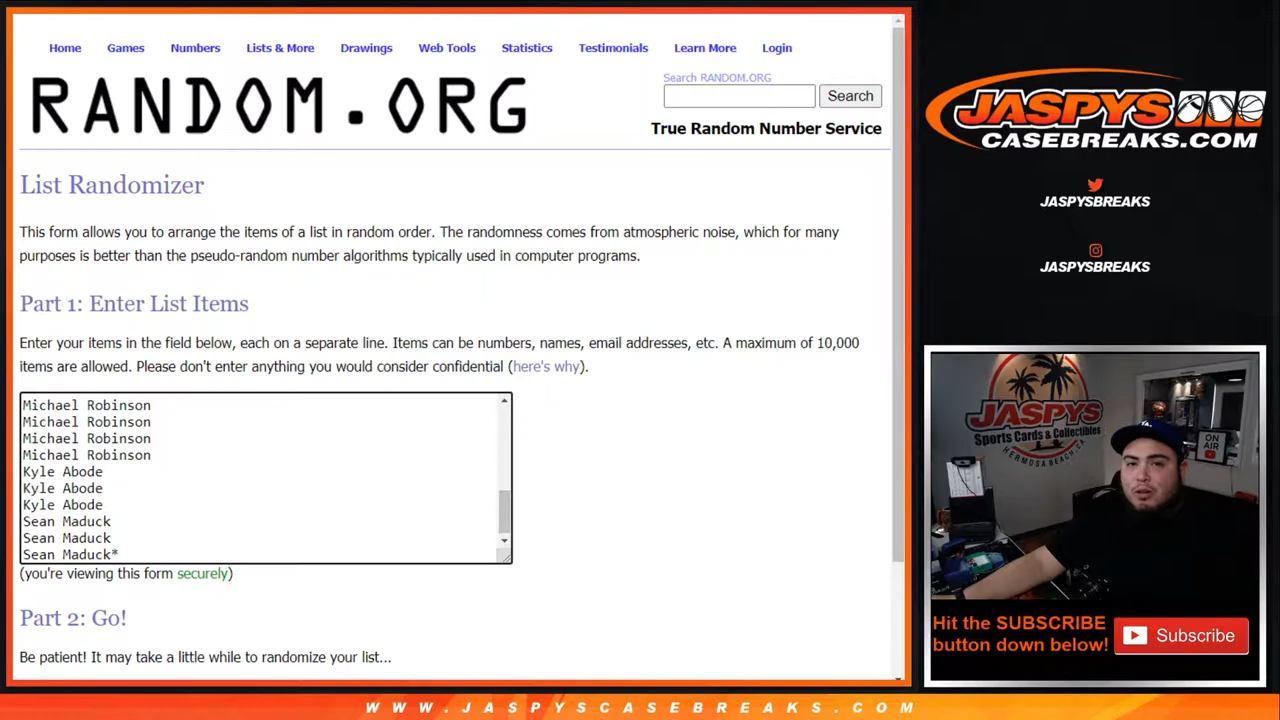 Home Games Numbers Lists & More Drawings Web Tools Statistics Testimonials Learn More Login
RANDOM.ORG
Search RANDOM.ORG
Search
True Random Number Service
List Randomizer
This form allows you to arrange the items of a list in random order. The randomness comes from atmospheric noise, which for many
purposes is better than the pseudo-random number algorithms typically used in computer programs.
Part 1: Enter List Items
Enter your items in the field below, each on a separate line. Items can be numbers, names, email addresses, etc. A maximum of 10,000
items are allowed. Please don't enter anything you would consider confidential (here's why).
Michael Robinson
Michael Robinson
Michael Robinson
Michael Robinson
Kyle Abode
Kyle Abode
Kyle Abode
Sean Maduck
Sean Maduck
Sean Maduck*
(you're viewing this form securely)
Part 2: Go!
Be patient! It may take a little while to randomize your list...
JASPYS
CASEBREAKS.COM
JASPYSBREAKS
JASPYSBREAKS
JASPYS
Sports Cards & Collectibles
HERMOSA BEACH, CA
ON
AIR
Hit the SUBSCRIBE
button down below!
Subscribe
WWW.JASPYSCASEBREAKS.COM